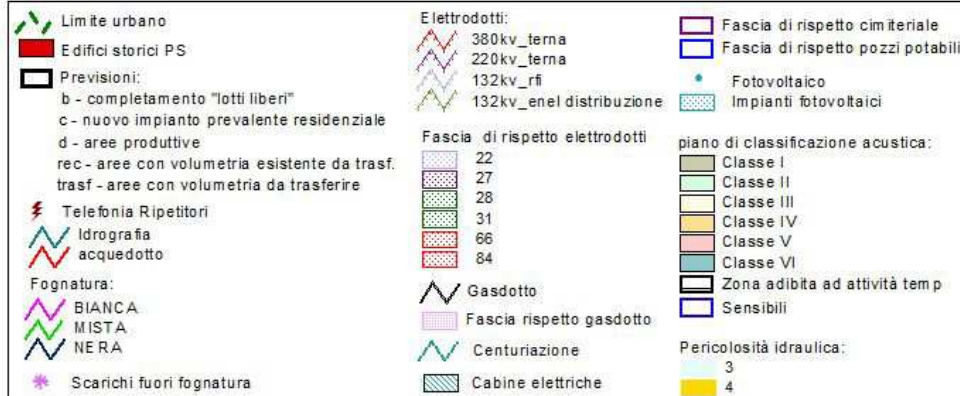 Limite urbano
Edifici storici PS
Previsioni:
b - completamento "lotti liberi"
c - nuovo impianto prevalente residenziale
d - aree produttive
rec - aree con volumetria esistente da trasf.
trasf - aree con volumetria da trasferire
Telefonia Ripetitori
Idrografia
acquedotto
Fognatura:
BIANCA
MISTA
NERA
Scarichi fuori fognatura
Elettrodotti:
380kv_terna
220kv_terna
132kv_rfi
132kv_enel distribuzione
Fascia di rispetto elettrodotti
22
27
28
31
66
84
Gasdotto
Fascia rispetto gasdotto
Centuriazione
Cabine elettriche
Fascia di rispetto cimiteriale
Fascia di rispetto pozzi potabili
Fotovoltaico
Impianti fotovoltaici
piano di classificazione acustica:
Classe I
Classe II
Classe III
Classe IV
Classe V
Classe VI
Zona adibita ad attività temp
Sensibili
Pericolosità idraulica:
3
4